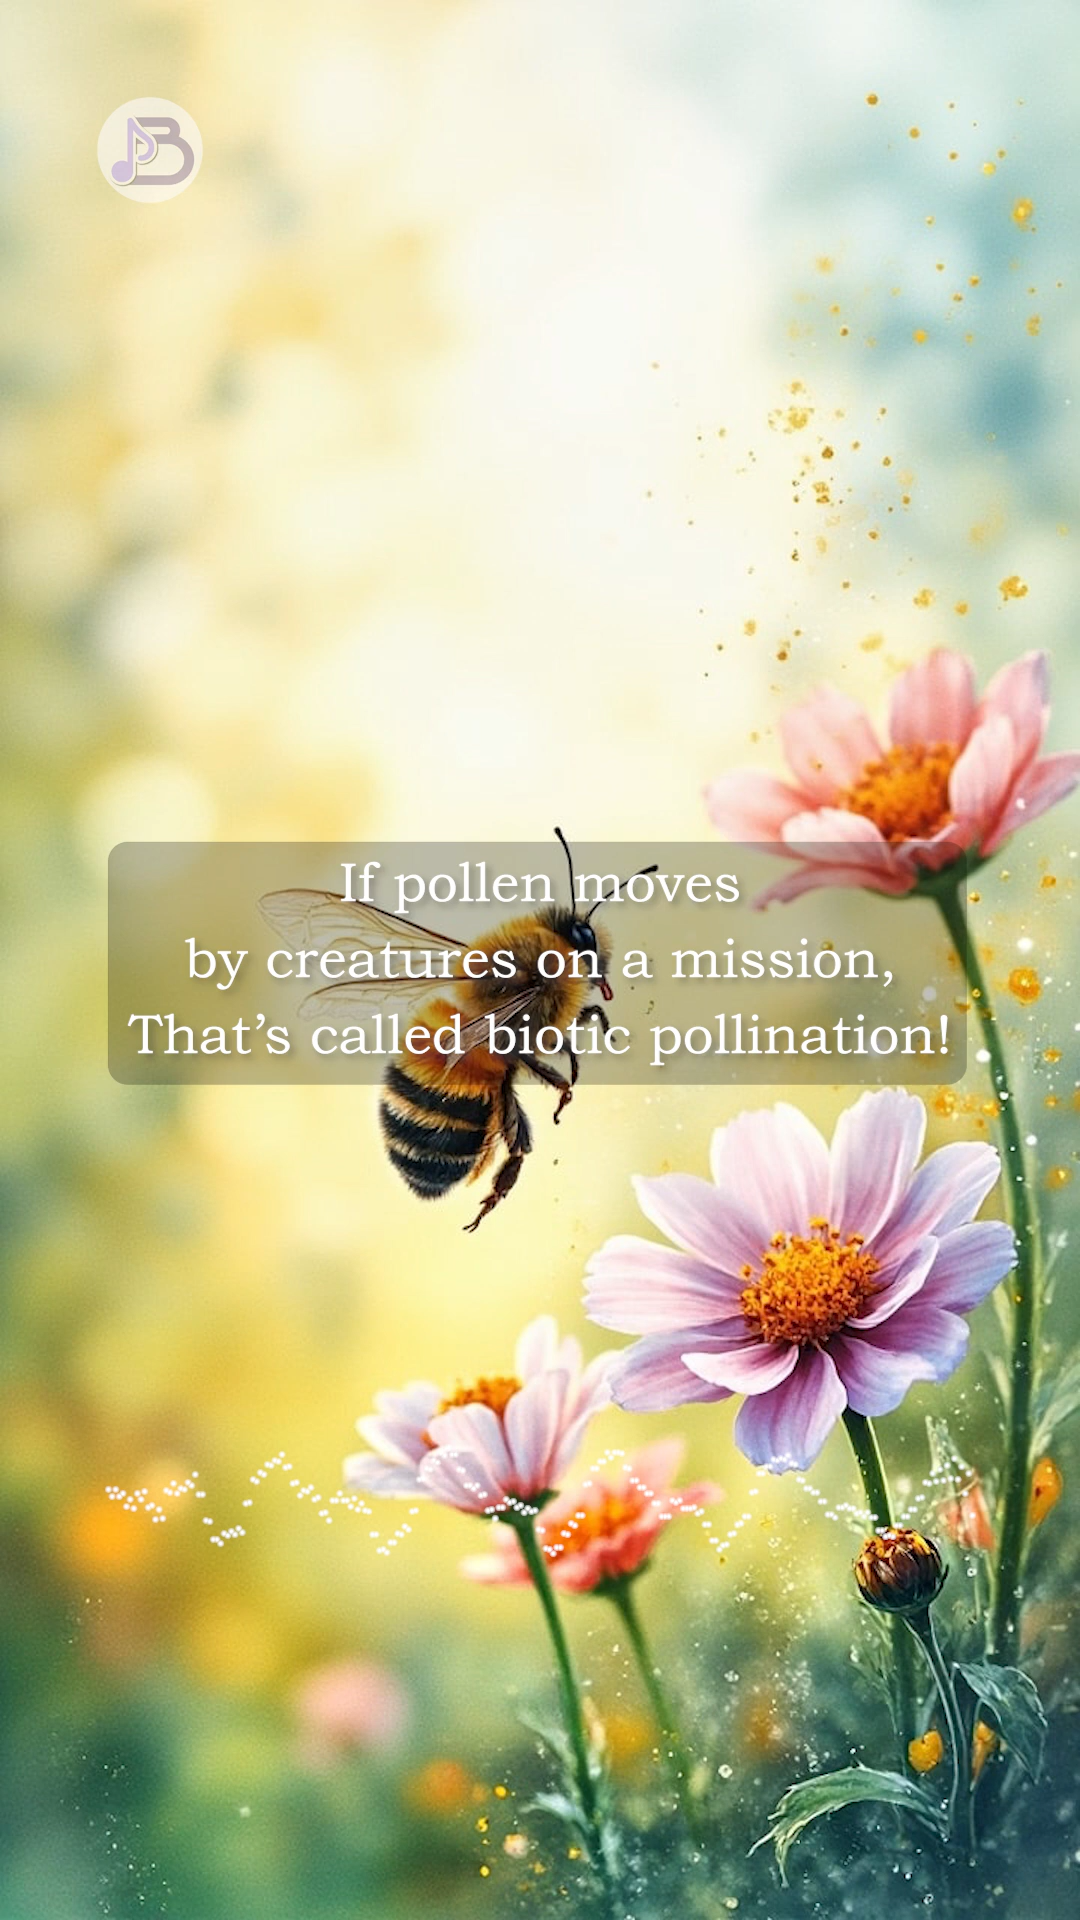 If pollen moves
by creatures on a mission,
That’s called biotic pollination!